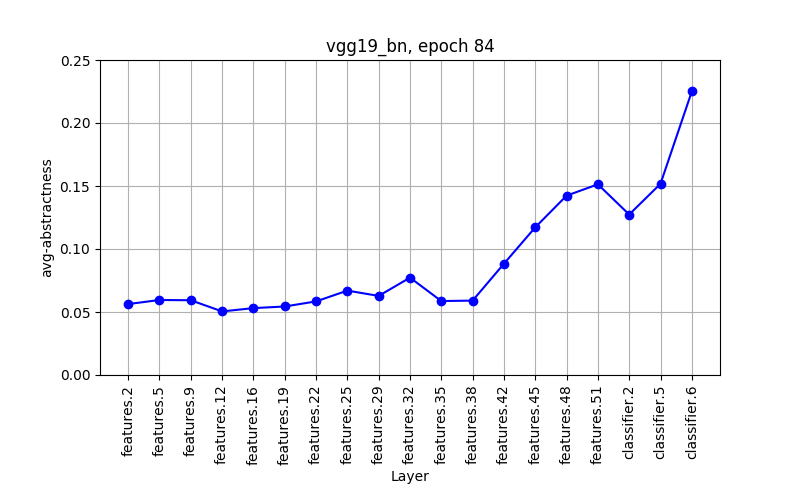 vgg19_bn, epoch 84
avg-abstractness
0.25
0.20
0.15
0.10
0.05
0.00
features.2
features.5
features.9
features.12
features.16
features.19
features.22
features.25
features.29
features.32
features.35
features.38
features.42
features.45
features.48
features.51
classifier.2
classifier.5
classifier.6
Layer